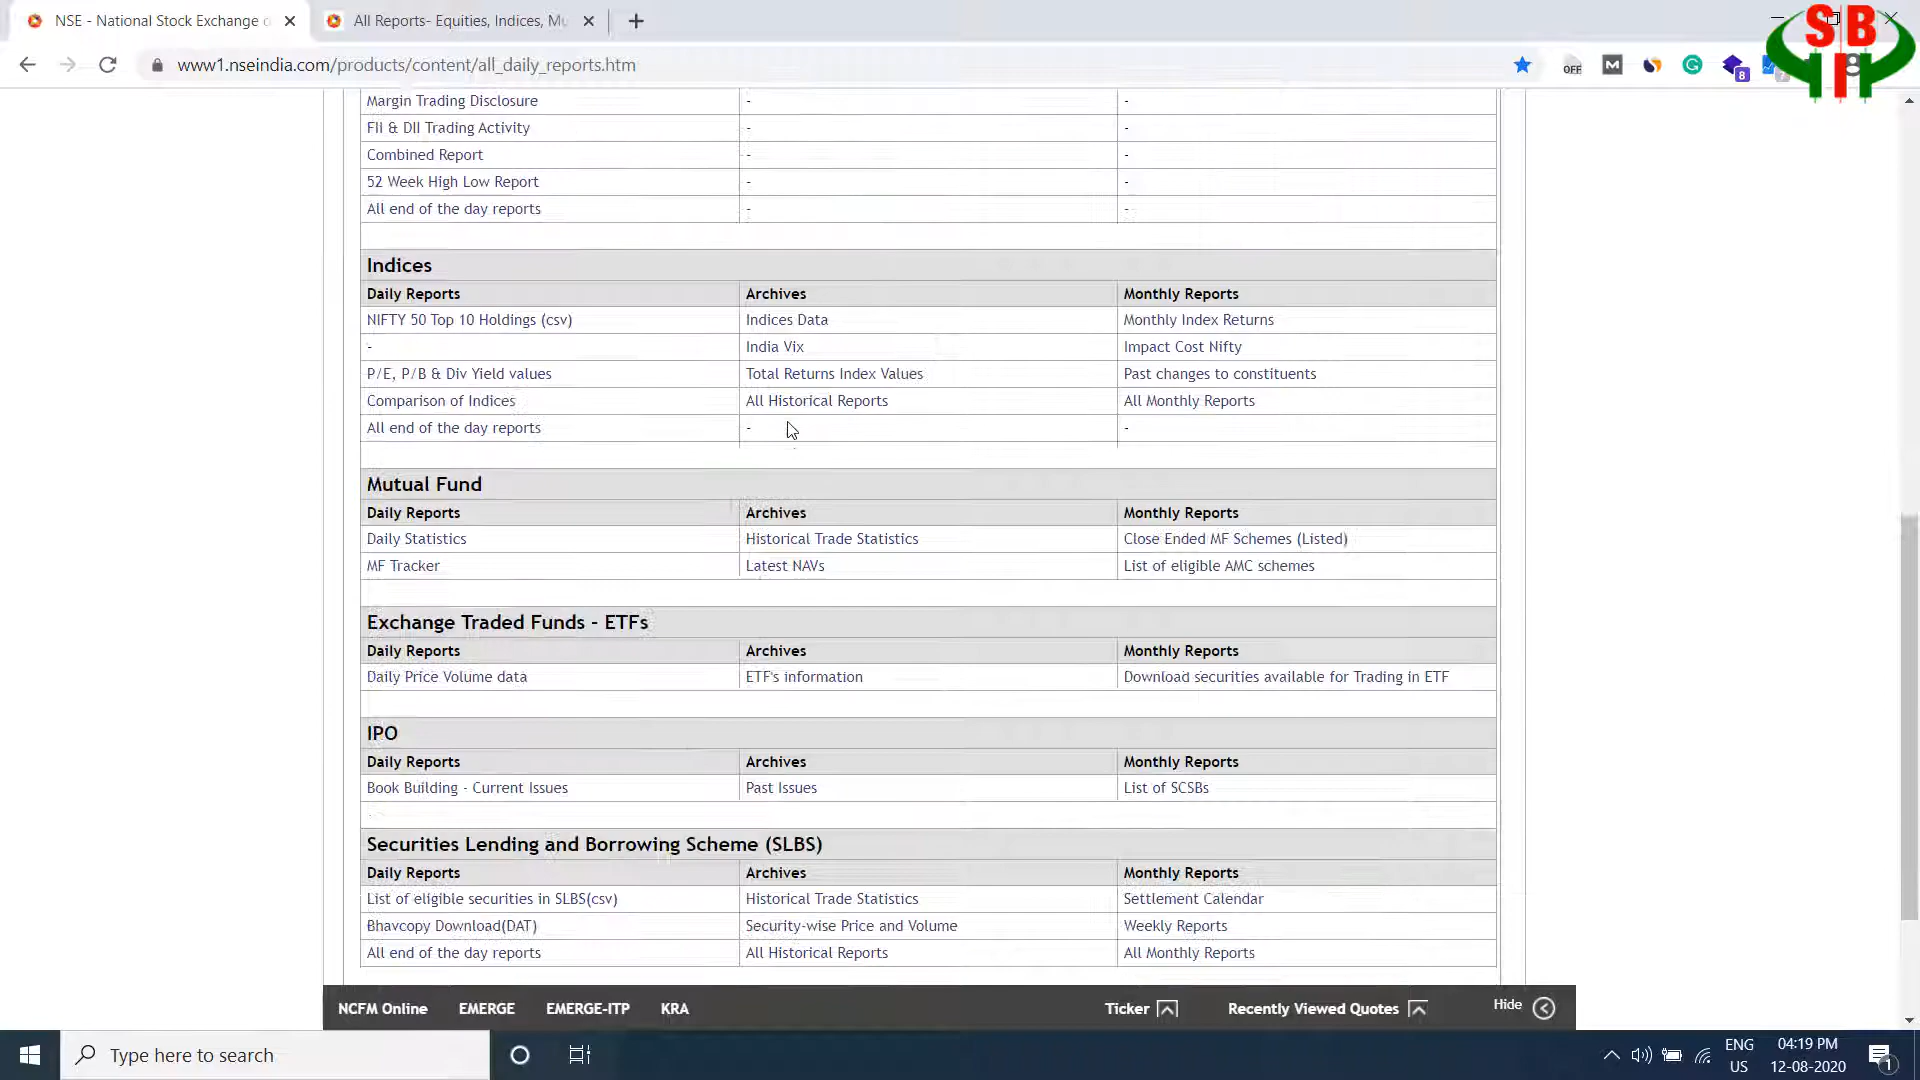 NSE - National Stock Exchange o
All Reports- Equities, Indices, Mu
www1.nseindia.com/products/content/all_daily_reports.htm
OFF
M
G
8
7
SB
Margin Trading Disclosure - -
FII & DII Trading Activity - -
Combined Report - -
52 Week High Low Report - -
All end of the day reports - -
Indices
Daily Reports Archives Monthly Reports
NIFTY 50 Top 10 Holdings (csv) Indices Data Monthly Index Returns
- India Vix Impact Cost Nifty
P/E, P/B & Div Yield values Total Returns Index Values Past changes to constituents
Comparison of Indices All Historical Reports All Monthly Reports
All end of the day reports - -
Mutual Fund
Daily Reports Archives Monthly Reports
Daily Statistics Historical Trade Statistics Close Ended MF Schemes (Listed)
MF Tracker Latest NAVs List of eligible AMC schemes
Exchange Traded Funds - ETFs
Daily Reports Archives Monthly Reports
Daily Price Volume data ETF's information Download securities available for Trading in ETF
IPO
Daily Reports Archives Monthly Reports
Book Building - Current Issues Past Issues List of SCSBs
Securities Lending and Borrowing Scheme (SLBS)
Daily Reports Archives Monthly Reports
List of eligible securities in SLBS(csv) Historical Trade Statistics Settlement Calendar
Bhavcopy Download(DAT) Security-wise Price and Volume Weekly Reports
All end of the day reports All Historical Reports All Monthly Reports
NCFM Online EMERGE EMERGE-ITP KRA Ticker Recently Viewed Quotes Hide
Type here to search
ENG
US
04:19 PM
12-08-2020
1